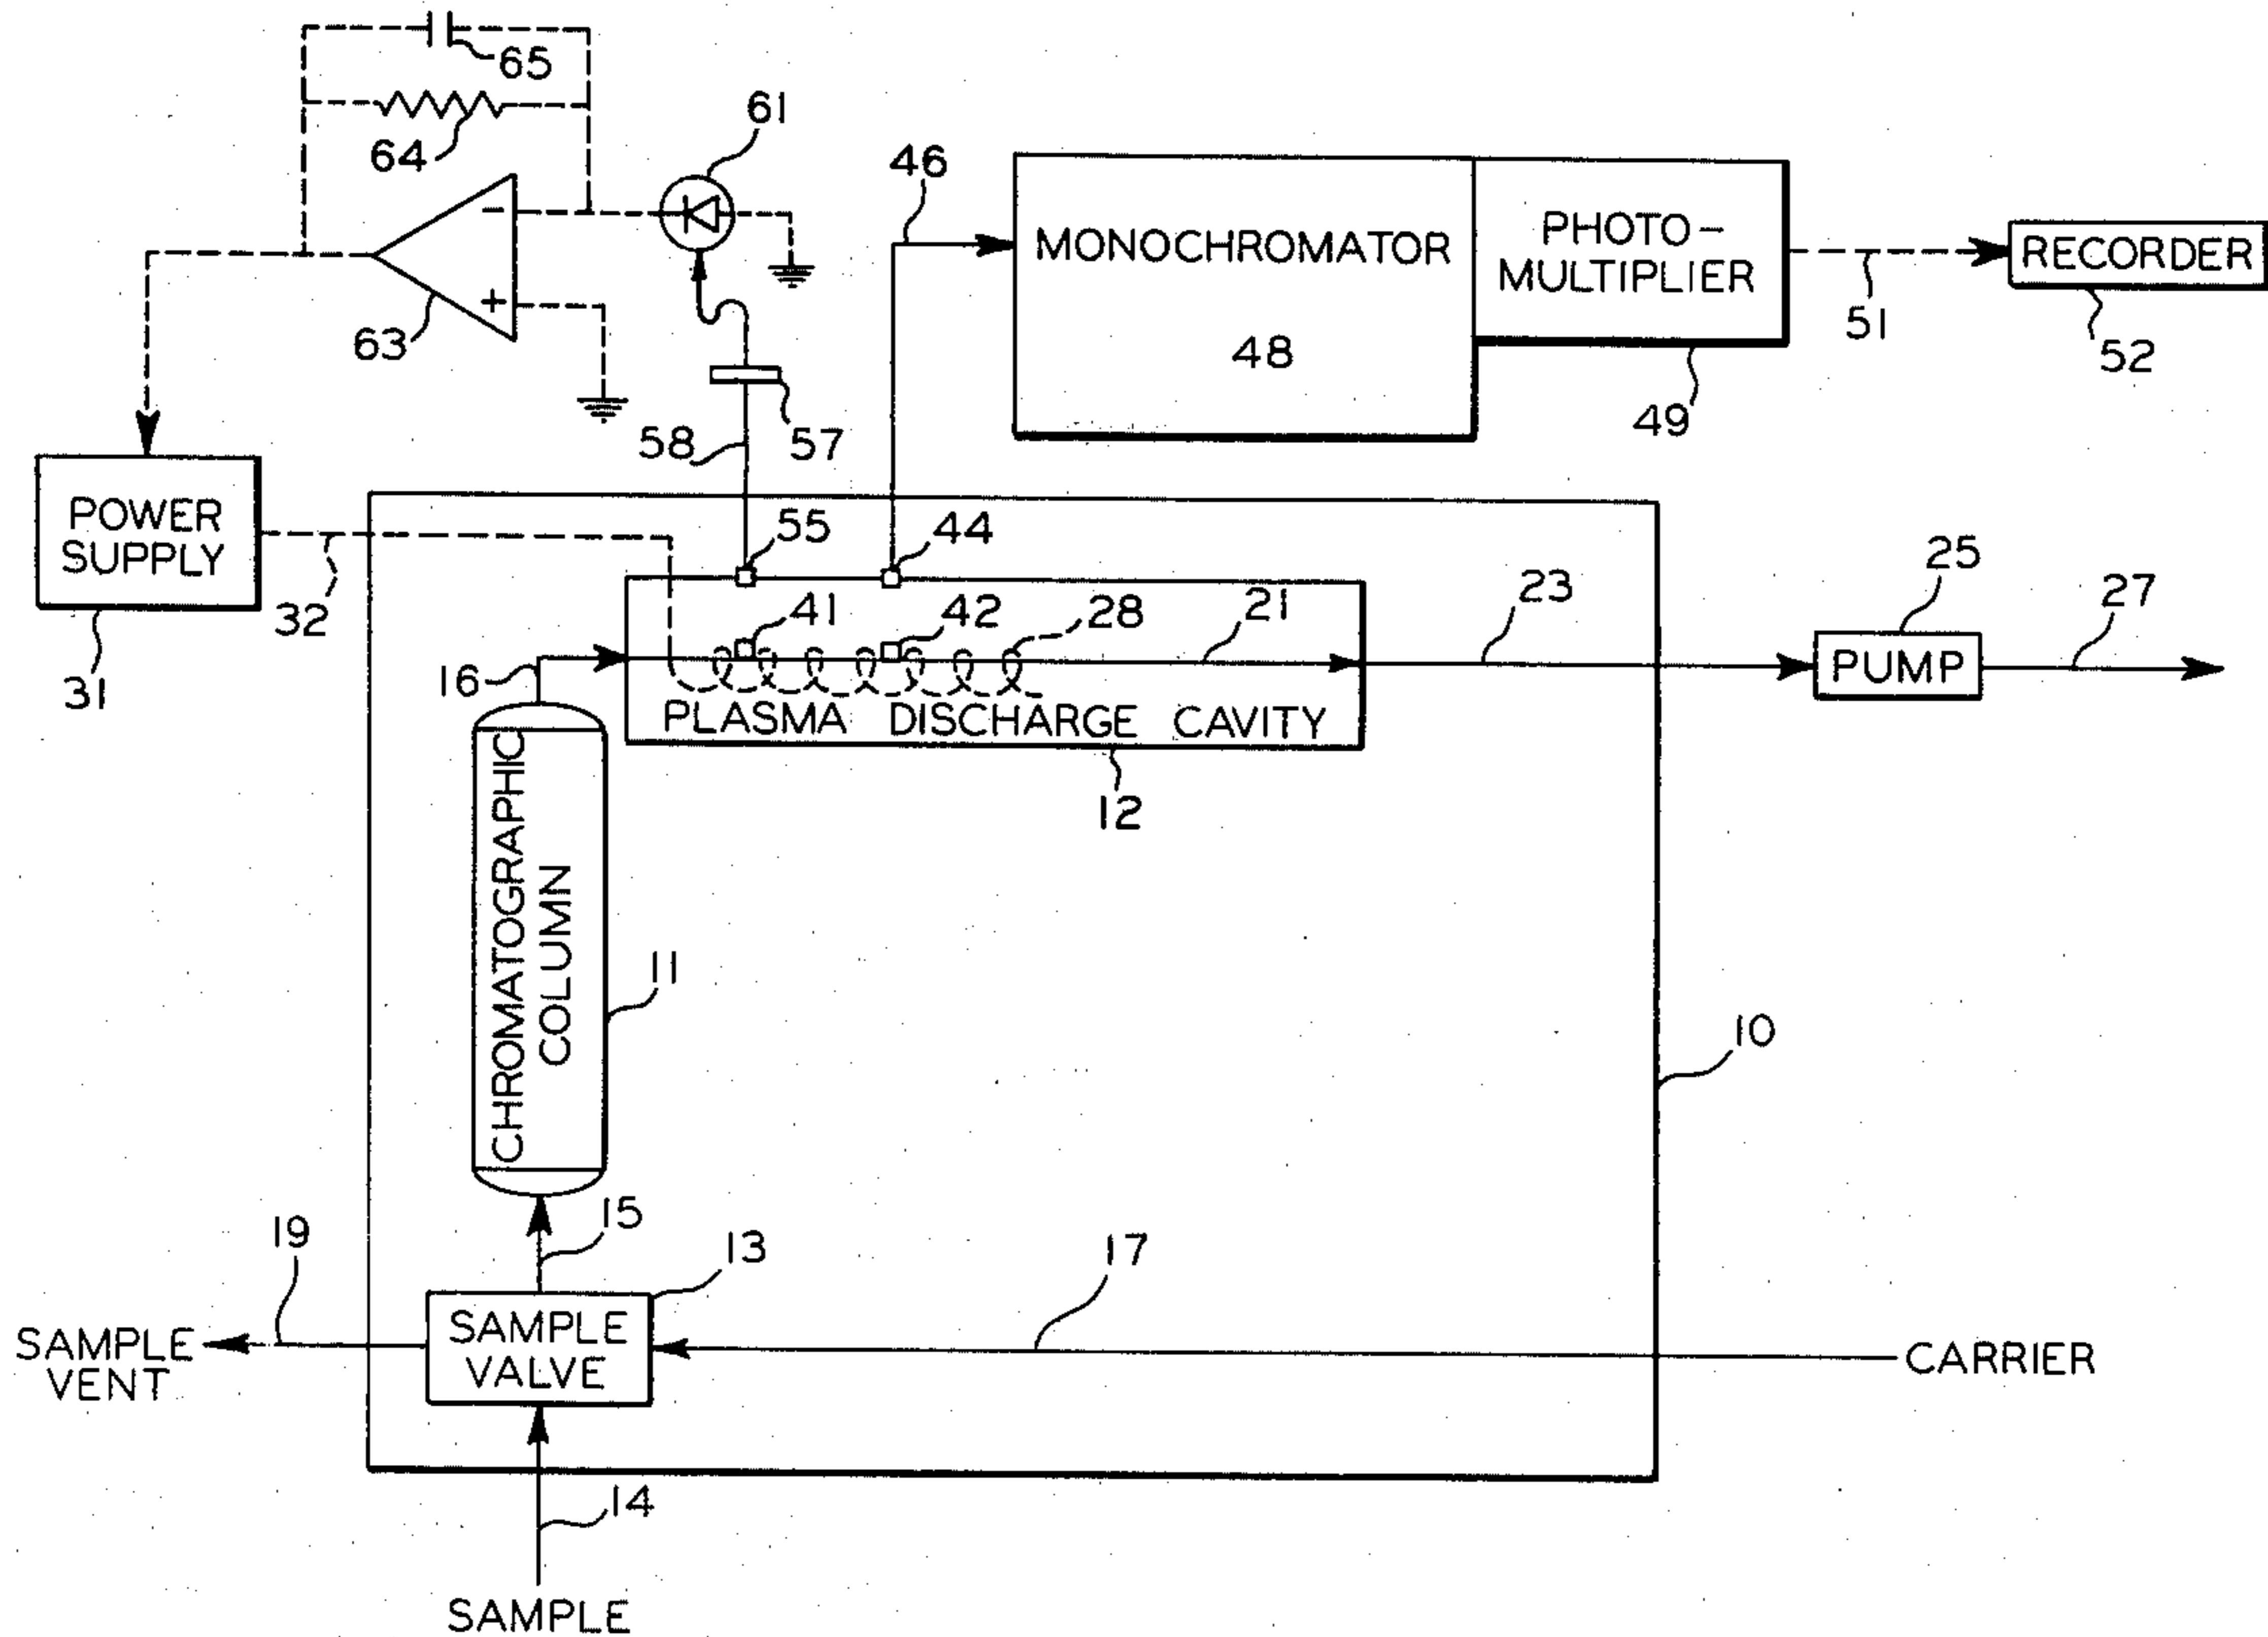 65
64
61
46
MONOCHROMATOR
48
PHOTO-
MULTIPLIER
49
51
RECORDER
52
-
+
63
58
57
POWER
SUPPLY
31
32
55
44
41
42
28
21
23
25
PUMP
27
16
PLASMA DISCHARGE CAVITY
12
CHROMATOGRAPHIC
COLUMN
11
10
15
13
17
19
SAMPLE
VENT
SAMPLE
VALVE
CARRIER
14
SAMPLE